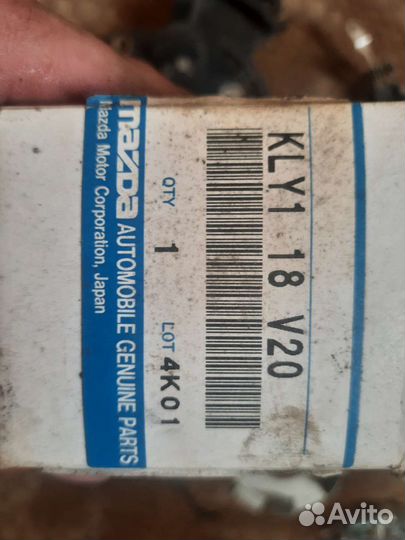 mazda AUTOMOBILE GENUINE PARTS
Mazda Motor Corporation, Japan
QTY 1 LOT 4K01
KLY1 18 V20
Avito